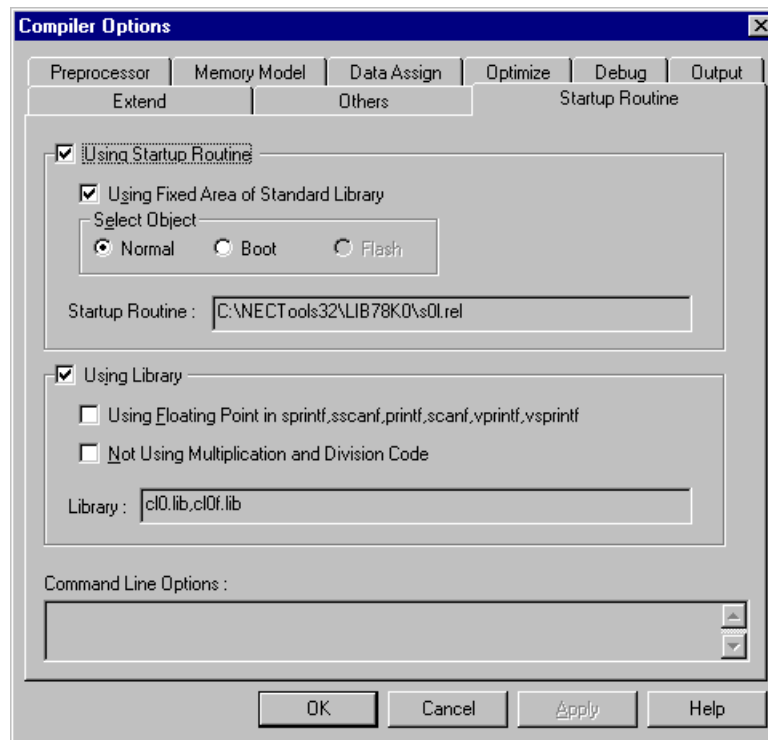 Compiler Options
Preprocessor Memory Model Data Assign Optimize Debug Output
Extend Others Startup Routine
Using Startup Routine
Using Fixed Area of Standard Library
Select Object
Normal Boot Flash
Startup Routine : C:\NECTools32\LIB78K0\s0l.rel
Using Library
Using Floating Point in sprintf,sscanf,printf,scanf,vprintf,vsprintf
Not Using Multiplication and Division Code
Library : cl0.lib,cl0f.lib
Command Line Options :
OK Cancel Apply Help